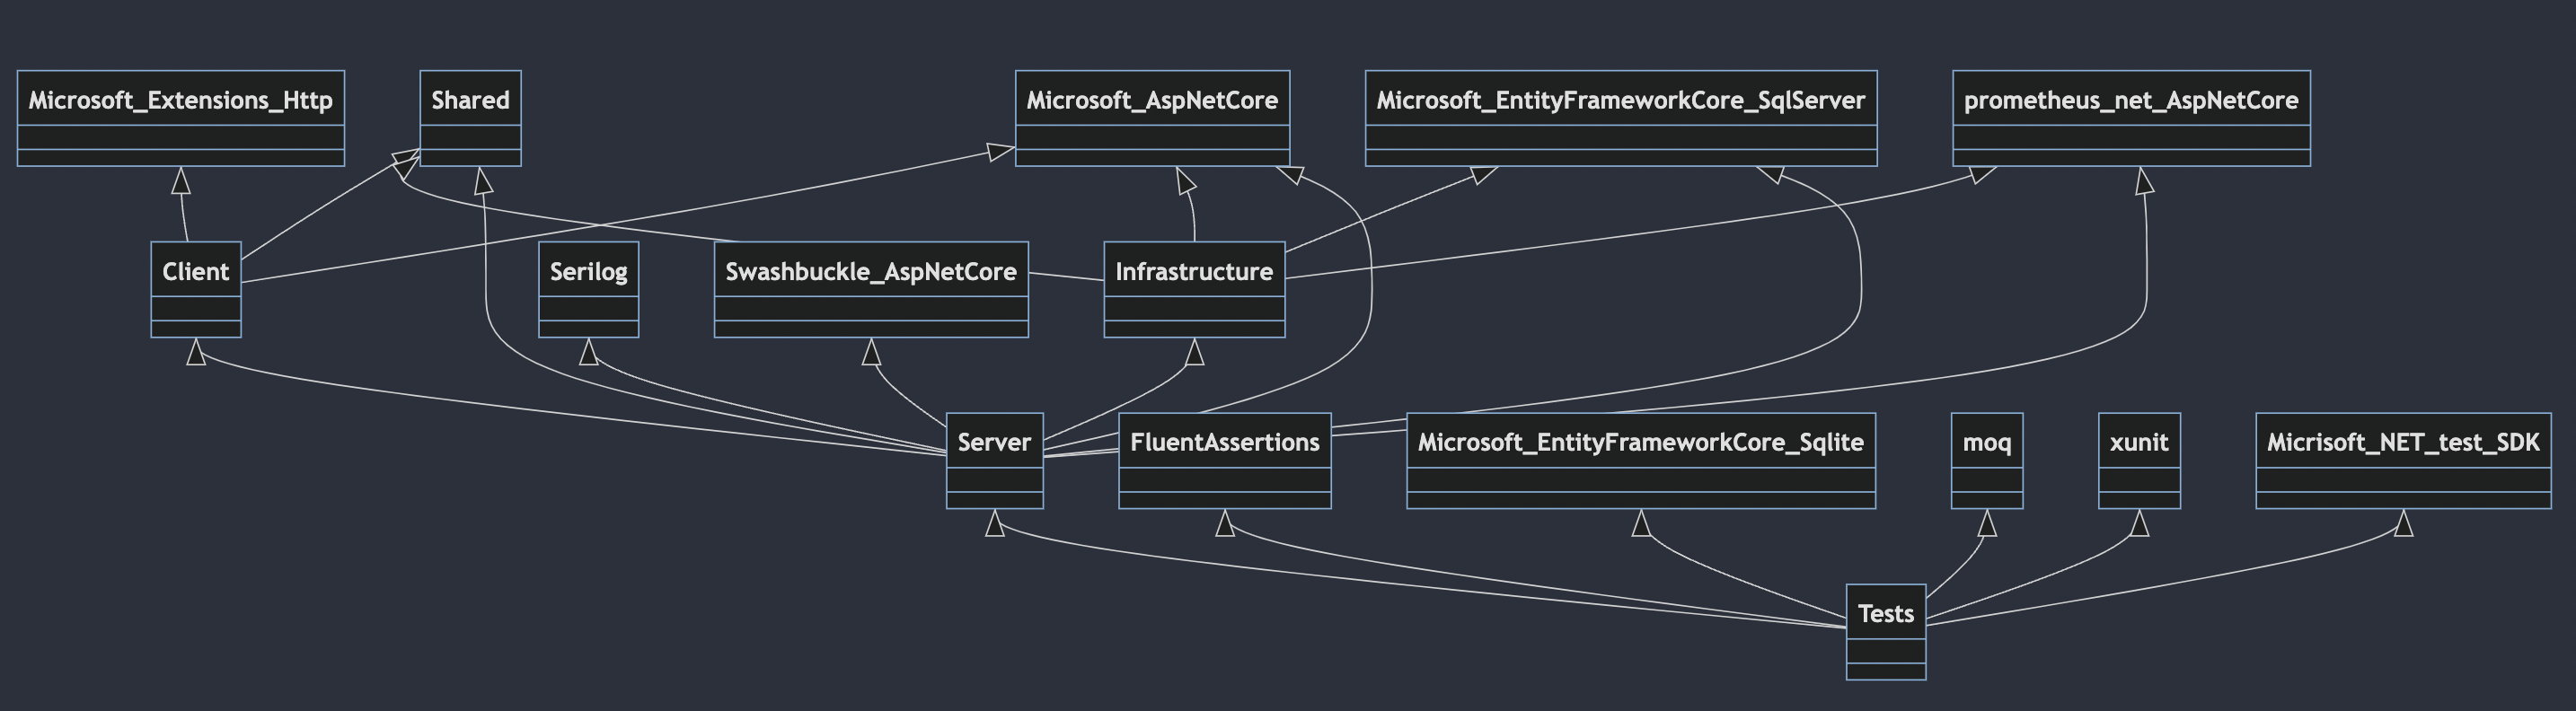 Microsoft_Extensions_Http
Shared
Microsoft_AspNetCore
Microsoft_EntityFrameworkCore_SqlServer
prometheus_net_AspNetCore
Client
Serilog
Swashbuckle_AspNetCore
Infrastructure
Server
FluentAssertions
Microsoft_EntityFrameworkCore_Sqlite
moq
xunit
Micrisoft_NET_test_SDK
Tests